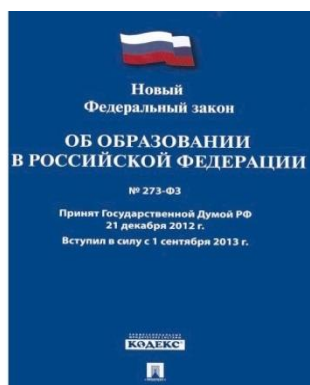 Новый
Федеральный закон
ОБ ОБРАЗОВАНИИ
В РОССИЙСКОЙ ФЕДЕРАЦИИ
№ 273-ФЗ
Принят Государственной Думой РФ
21 декабря 2012 г.
Вступил в силу с 1 сентября 2013 г.
КОДЕКС